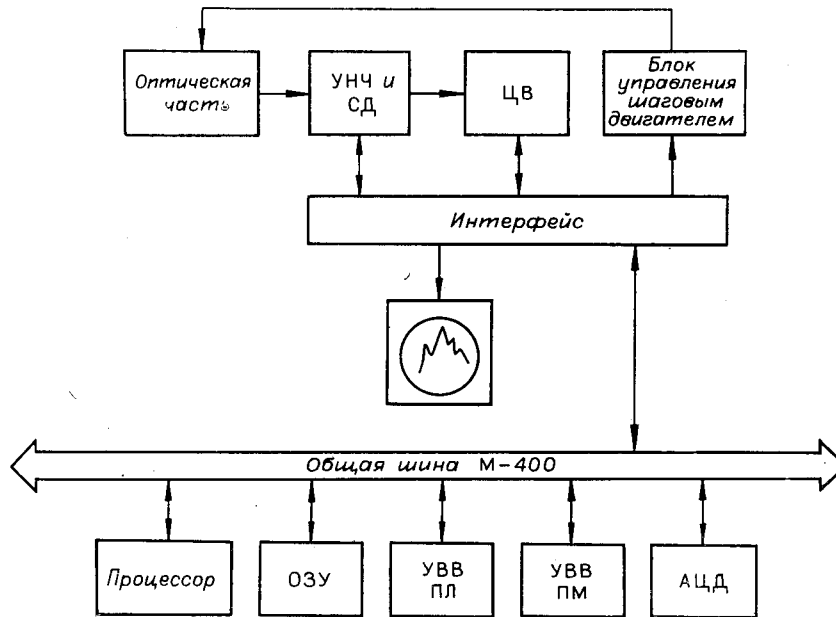 Оптическая
часть
УНЧ и
СД
ЦВ
Блок
управления
шаговым
двигателем
Интерфейс
Общая шина М-400
Процессор
ОЗУ
УВВ
ПЛ
УВВ
ПМ
АЦД